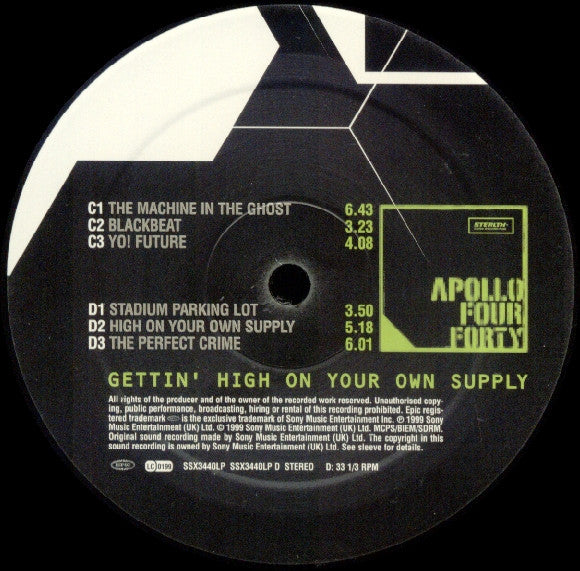 C1 THE MACHINE IN THE GHOST 6.43
C2 BLACKBEAT 3.23
C3 YO! FUTURE 4.08
D1 STADIUM PARKING LOT 3.50
D2 HIGH ON YOUR OWN SUPPLY 5.18
D3 THE PERFECT CRIME 6.01
STEALTH
APOLLO
FOUR
FORTY
GETTIN' HIGH ON YOUR OWN SUPPLY
All rights of the producer and of the owner of the recorded work reserved. Unauthorised copy-
ing, public performance, broadcasting, hiring or rental of this recording prohibited. Epic regis-
tered trademark is the exclusive trademark of Sony Music Entertainment Inc. ℗ 1999 Sony
Music Entertainment (UK) Ltd. © 1999 Sony Music Entertainment (UK) Ltd. MCPS/BIEM/SDRM.
Original sound recording made by Sony Music Entertainment (UK) Ltd. The copyright in this
sound recording is owned by Sony Music Entertainment (UK) Ltd. See sleeve for details.
epic LC 0199 SSX3440LP SSX3440LP D STEREO D: 33 1/3 RPM